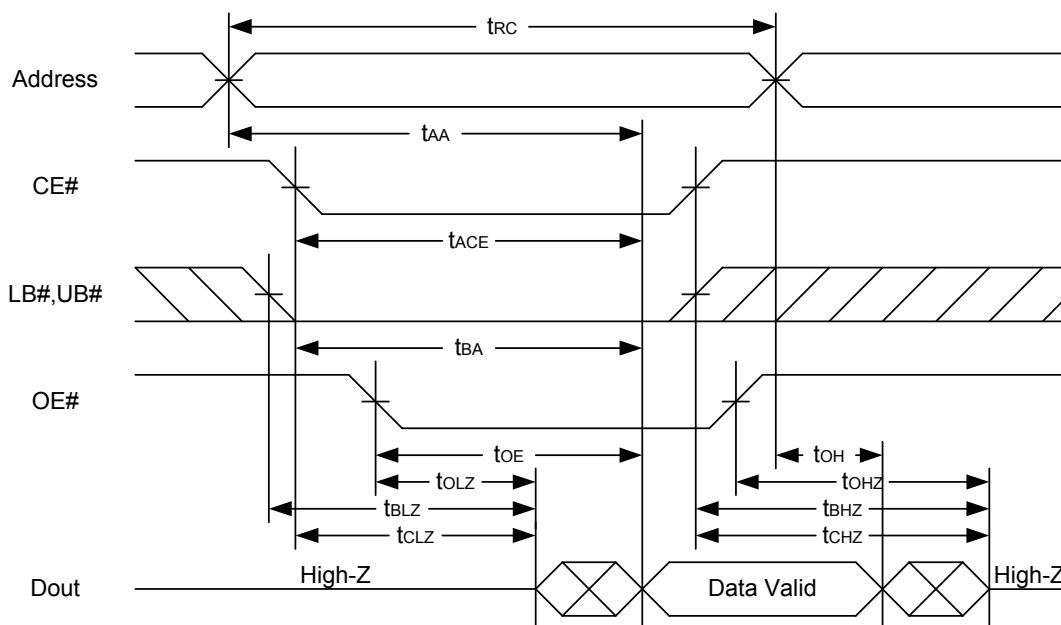 tRC
Address
tAA
CE#
tACE
LB#,UB#
tBA
OE#
tOE
tOH
tOLZ
tOHZ
tBLZ
tBHZ
tCLZ
tCHZ
High-Z
Dout
Data Valid
High-Z